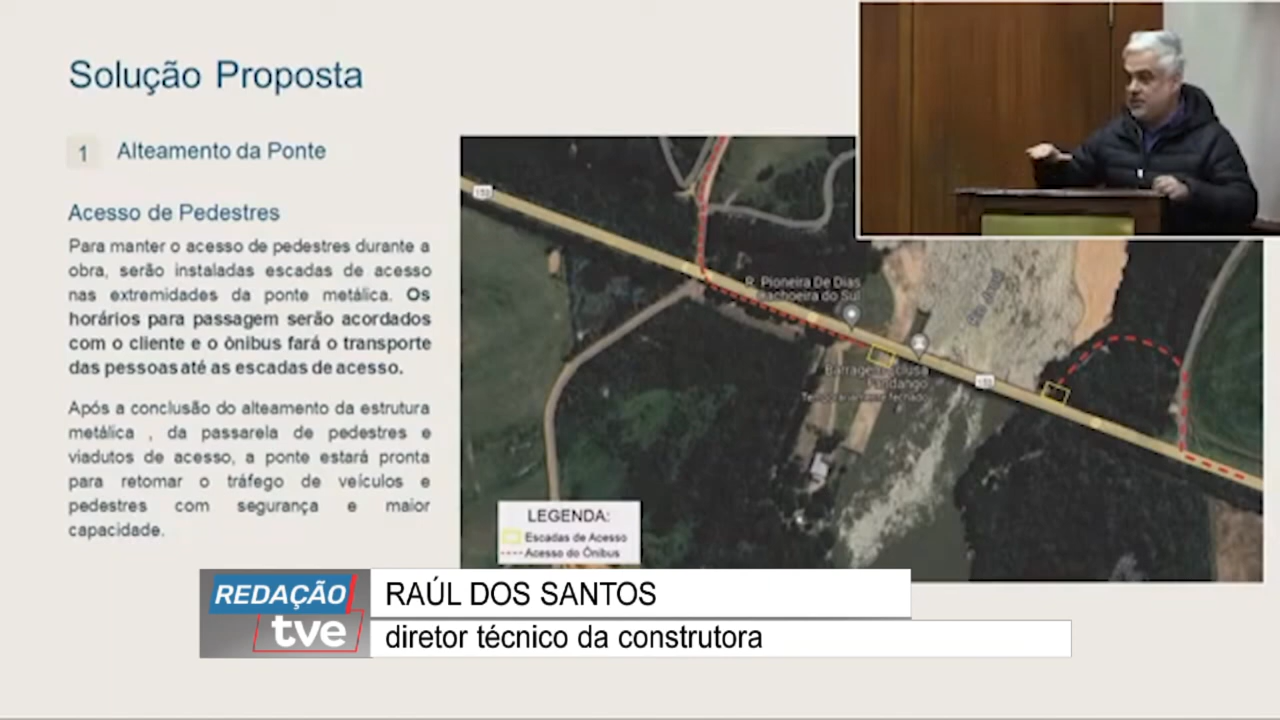 Solução Proposta
1 Alteamento da Ponte
Acesso de Pedestres
Para manter o acesso de pedestres durante a
obra, serão instaladas escadas de acesso
nas extremidades da ponte metálica. Os
horários para passagem serão acordados
com o cliente e o ônibus fará o transporte
das pessoas até as escadas de acesso.
Após a conclusão do alteamento da estrutura
metálica , da passarela de pedestres e
viadutos de acesso, a ponte estará pronta
para retomar o tráfego de veículos e
pedestres com segurança e maior
capacidade.
153
R. Pioneira De Dias
Cachoeira do Sul
Fandango
Temporariamente fechado
153
LEGENDA:
Escadas de Acesso
Acesso do Ônibus
REDAÇÃO
tve
RAÚL DOS SANTOS
diretor técnico da construtora